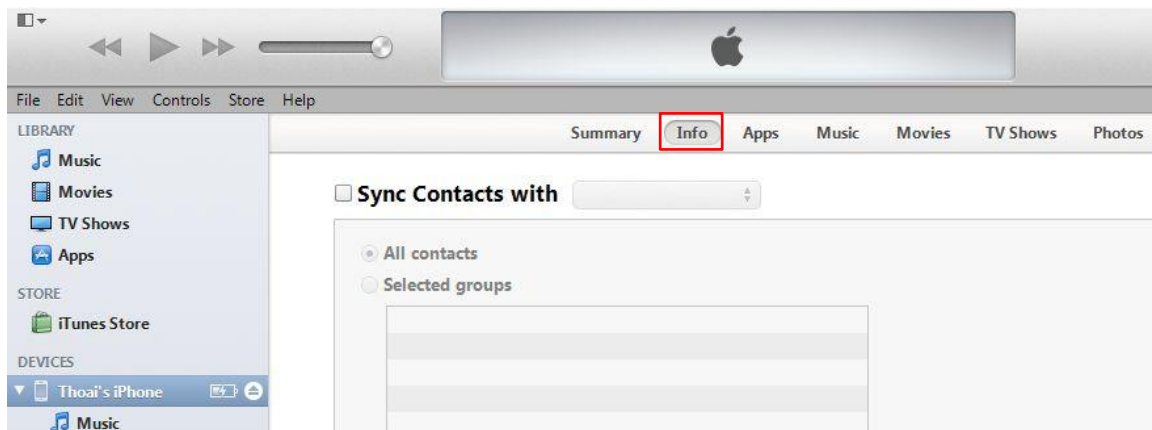 File Edit View Controls Store Help
LIBRARY
Music
Movies
TV Shows
Apps
STORE
iTunes Store
DEVICES
Thoai's iPhone
Music
Summary Info Apps Music Movies TV Shows Photos
Sync Contacts with
All contacts
Selected groups